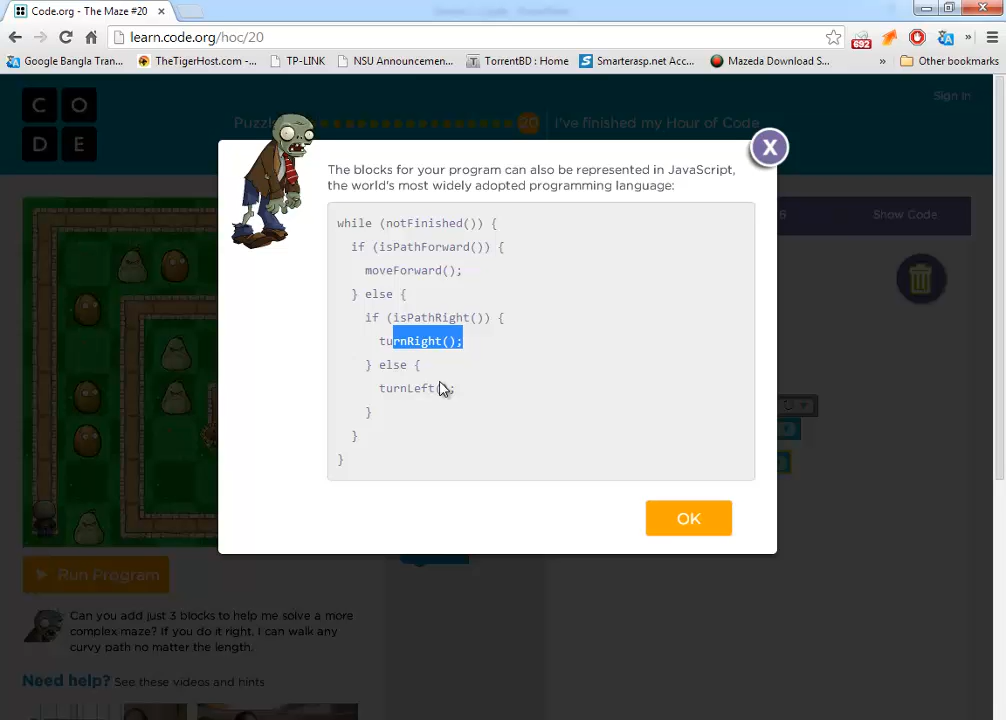 Code.org - The Maze #20
learn.code.org/hoc/20
692
Google Bangla Tran... TheTigerHost.com -... TP-LINK NSU Announcemen... TorrentBD : Home Smarterasp.net Acc... Mazeda Download S... » Other bookmarks
C O
D E
Sign in
Puzz
20
I've finished my Hour of Code
X
The blocks for your program can also be represented in JavaScript,
the world's most widely adopted programming language:
Show Code
while (notFinished()) {
if (isPathForward()) {
moveForward();
} else {
if (isPathRight()) {
turnRight();
} else {
turnLeft();
}
}
}
OK
Run Program
Can you add just 3 blocks to help me solve a more
complex maze? If you do it right, I can walk any
curvy path no matter the length.
Need help? See these videos and hints